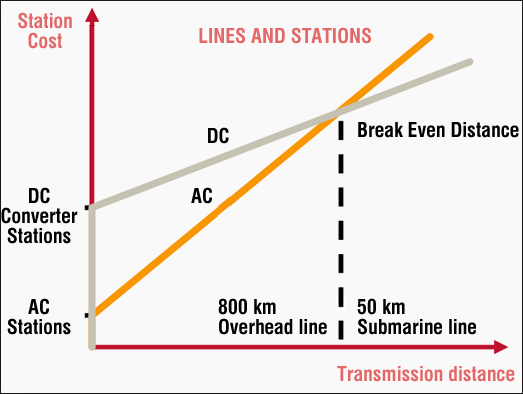 Station
Cost
LINES AND STATIONS
DC
Break Even Distance
AC
DC
Converter
Stations
AC
Stations
800 km
Overhead line
50 km
Submarine line
Transmission distance